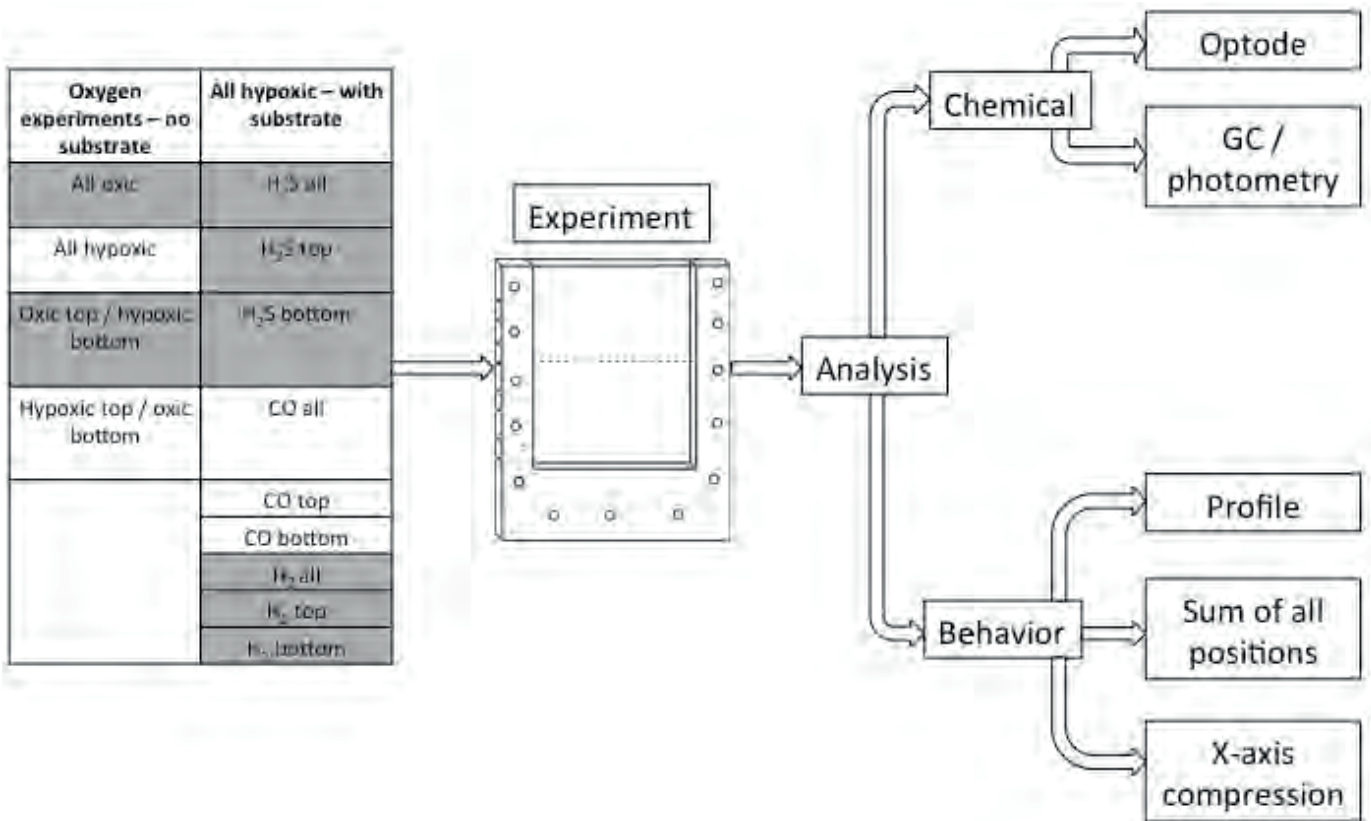 Oxygen
experiments – no
substrate
All hypoxic – with
substrate
All oxic
H₂S all
All hypoxic
H₂S top
Oxic top / hypoxic
bottom
H₂S bottom
Hypoxic top / oxic
bottom
CO all
CO top
CO bottom
H₂ all
H₂ top
bottom
Experiment
Analysis
Chemical
Optode
GC /
photometry
Behavior
Profile
Sum of all
positions
X-axis
compression